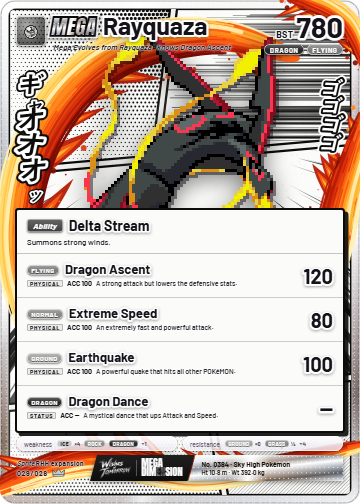 MEGA Rayquaza BST 780
Mega Evolves from Rayquaza Knows Dragon Ascent
DRAGON FLYING
ギャオオオッ
ゴゴゴゴ
Ability Delta Stream
Summons strong winds.
FLYING Dragon Ascent 120
PHYSICAL ACC 100 A strong attack but lowers the defensive stats.
NORMAL Extreme Speed 80
PHYSICAL ACC 100 An extremely fast and powerful attack.
GROUND Earthquake 100
PHYSICAL ACC 100 A powerful quake that hits all other POKéMON.
DRAGON Dragon Dance —
STATUS ACC — A mystical dance that ups Attack and Speed.
weakness ICE ×4 ROCK DRAGON
resistance GROUND ×0 GRASS ¼ ×4
expansion
029/028
MEGA
No. 0384 · Sky High Pokémon
Ht 10.8 m · Wt 392.0 kg